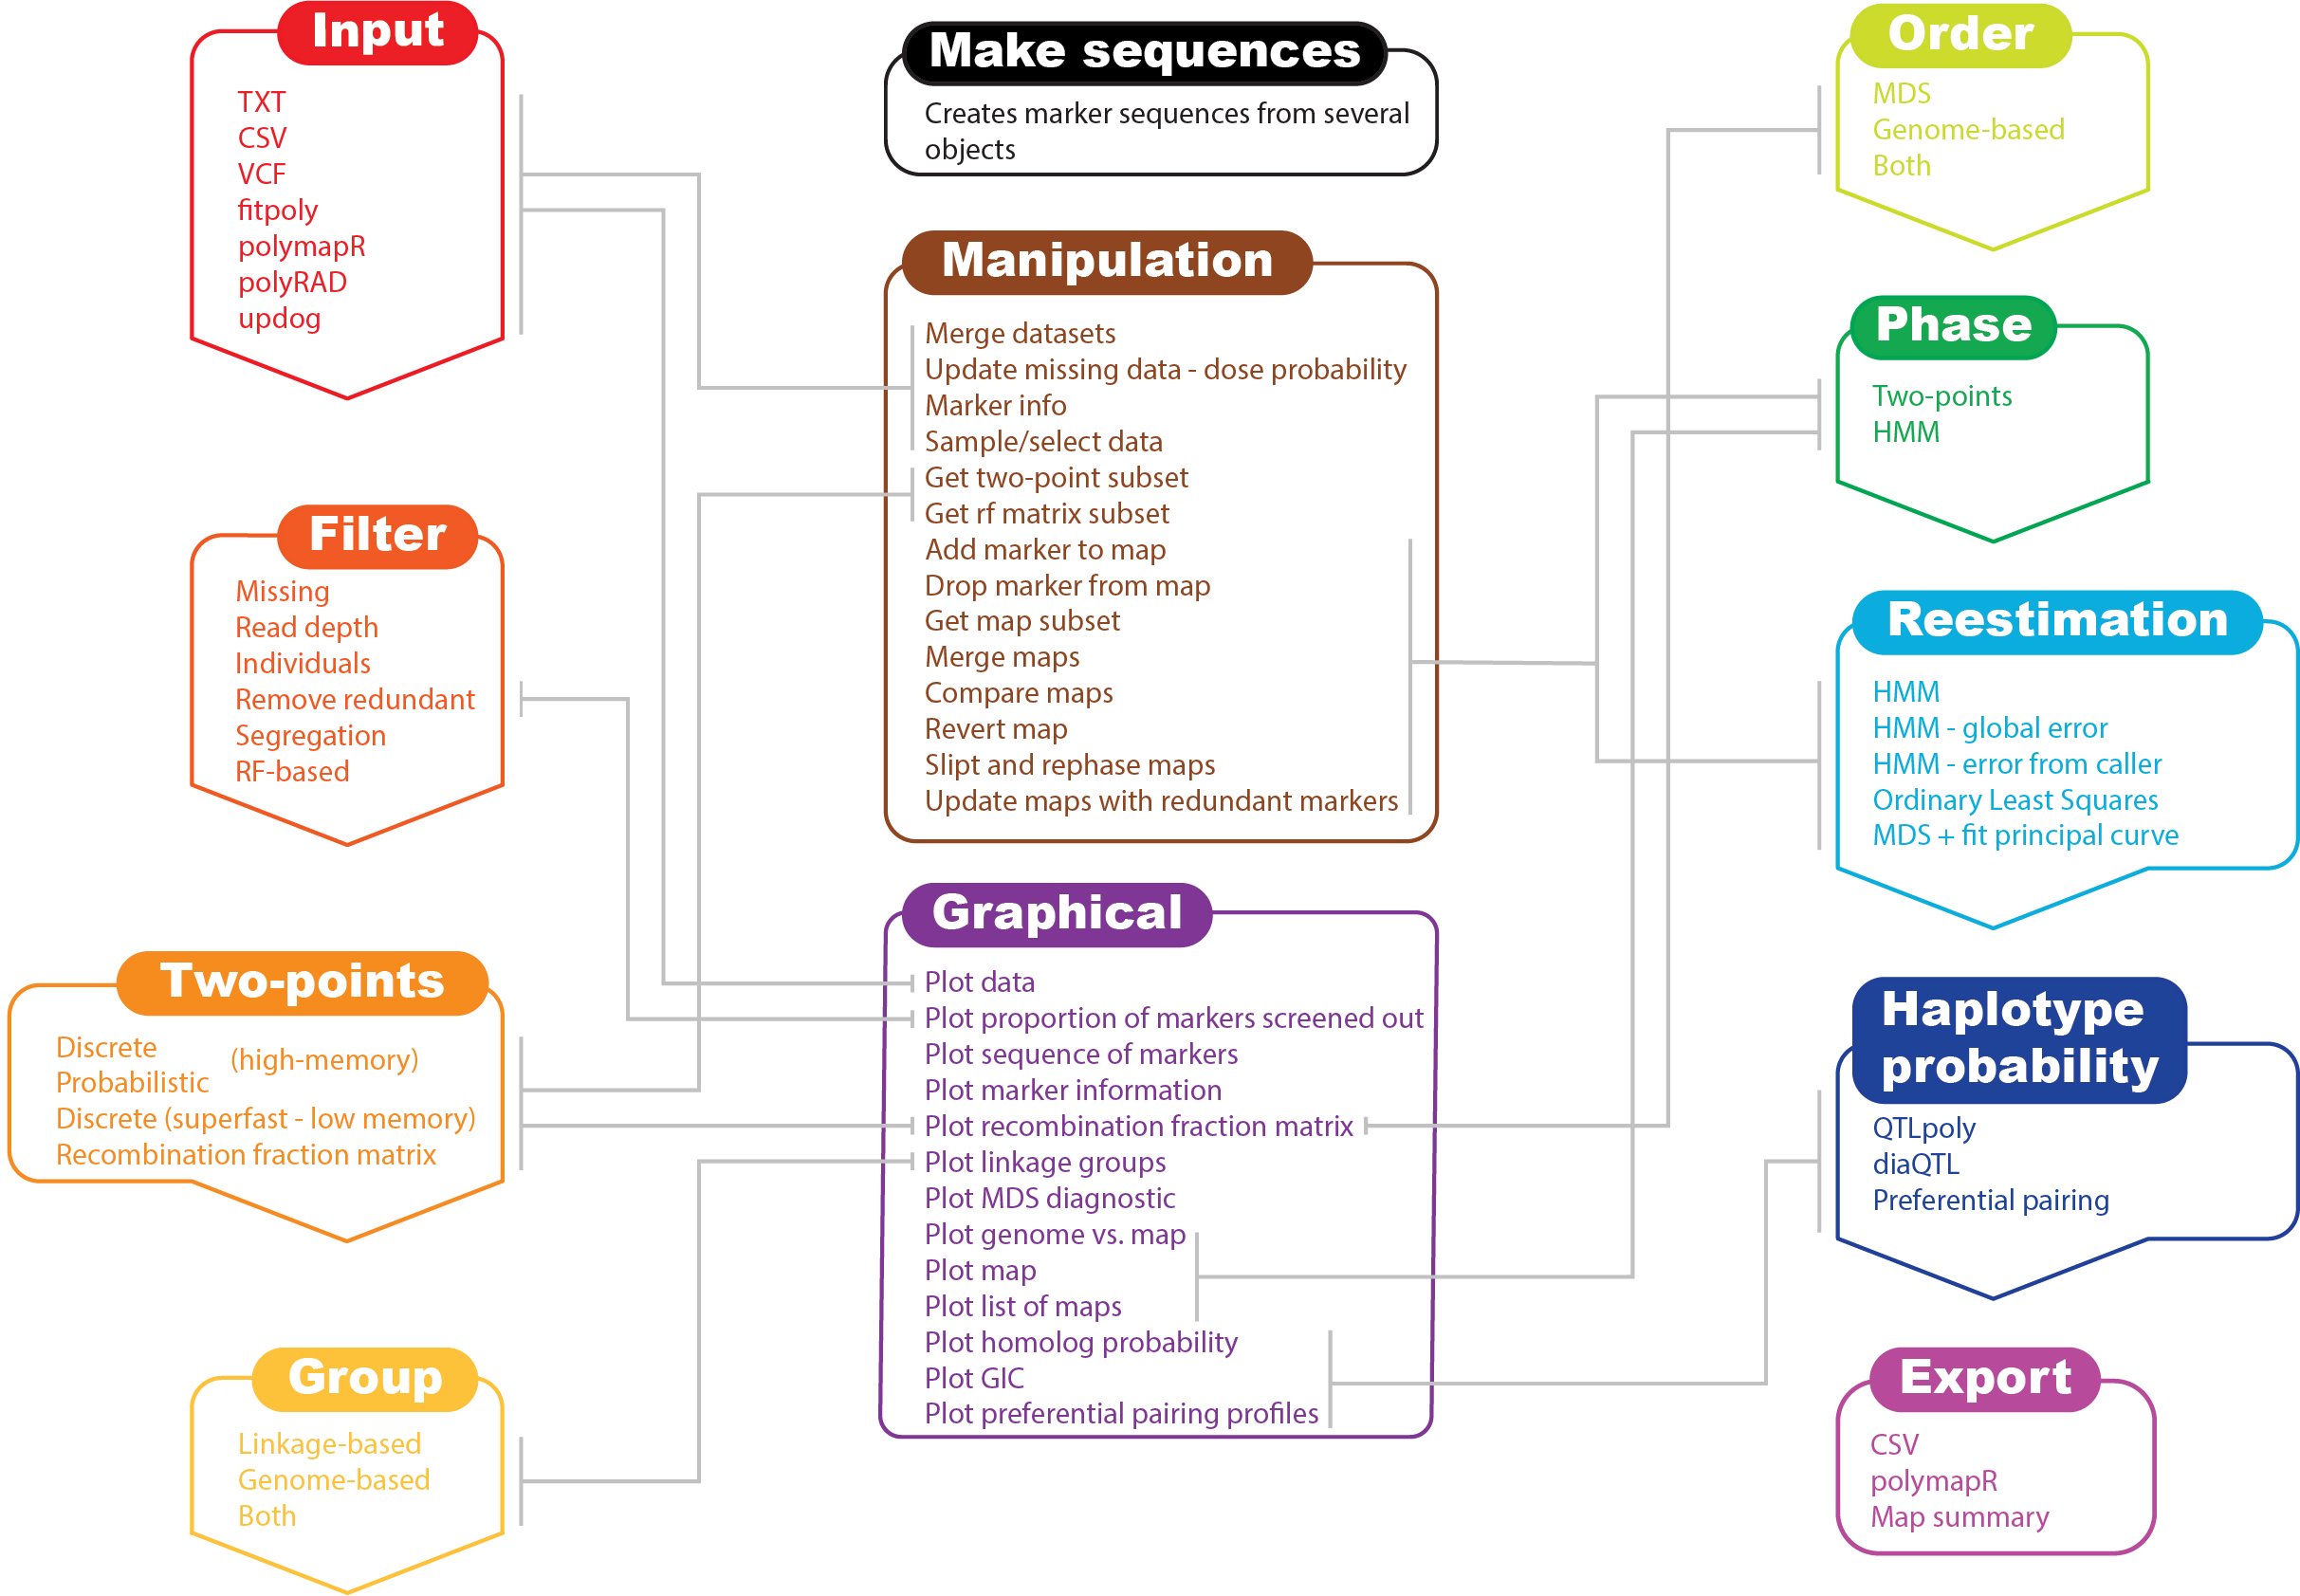 Input
TXT
CSV
VCF
fitpoly
polymapR
polyRAD
updog
Filter
Missing
Read depth
Individuals
Remove redundant
Segregation
RF-based
Two-points
Discrete
(high-memory)
Probabilistic
Discrete (superfast - low memory)
Recombination fraction matrix
Group
Linkage-based
Genome-based
Both
Make sequences
Creates marker sequences from several
objects
Manipulation
Merge datasets
Update missing data - dose probability
Marker info
Sample/select data
Get two-point subset
Get rf matrix subset
Add marker to map
Drop marker from map
Get map subset
Merge maps
Compare maps
Revert map
Slipt and rephase maps
Update maps with redundant markers
Graphical
Plot data
Plot proportion of markers screened out
Plot sequence of markers
Plot marker information
Plot recombination fraction matrix
Plot linkage groups
Plot MDS diagnostic
Plot genome vs. map
Plot map
Plot list of maps
Plot homolog probability
Plot GIC
Plot preferential pairing profiles
Order
MDS
Genome-based
Both
Phase
Two-points
HMM
Reestimation
HMM
HMM - global error
HMM - error from caller
Ordinary Least Squares
MDS + fit principal curve
Haplotype
probability
QTLpoly
diaQTL
Preferential pairing
Export
CSV
polymapR
Map summary